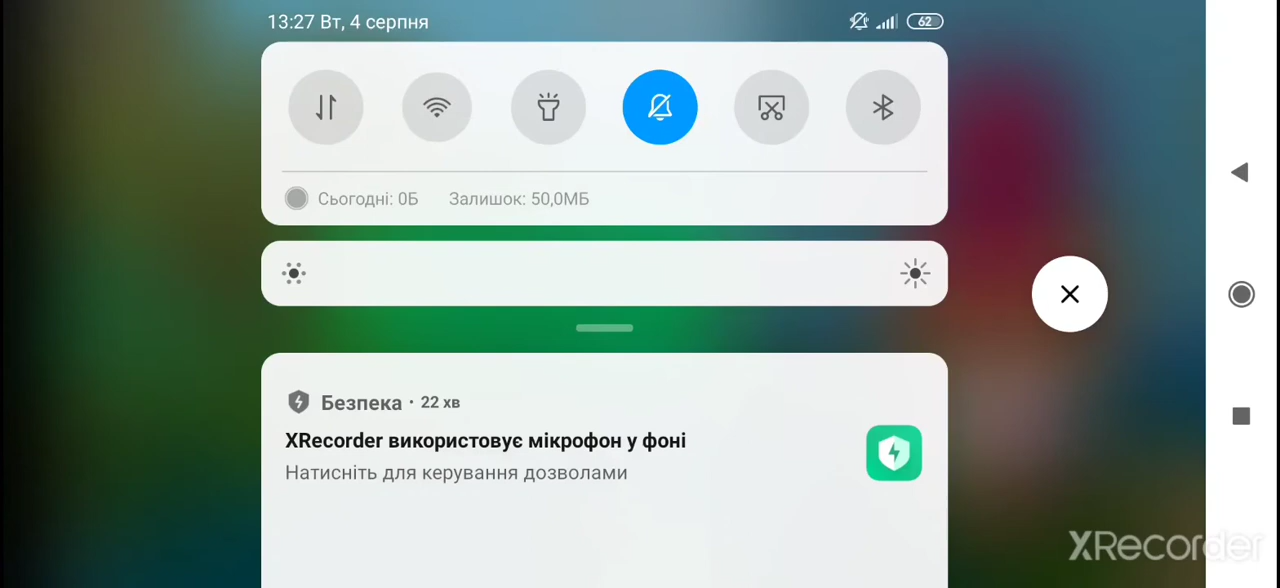 13:27 Вт, 4 серпня
62
Сьогодні: 0Б Залишок: 50,0МБ
Безпека · 22 хв
XRecorder використовує мікрофон у фоні
Натисніть для керування дозволами
XRecorder